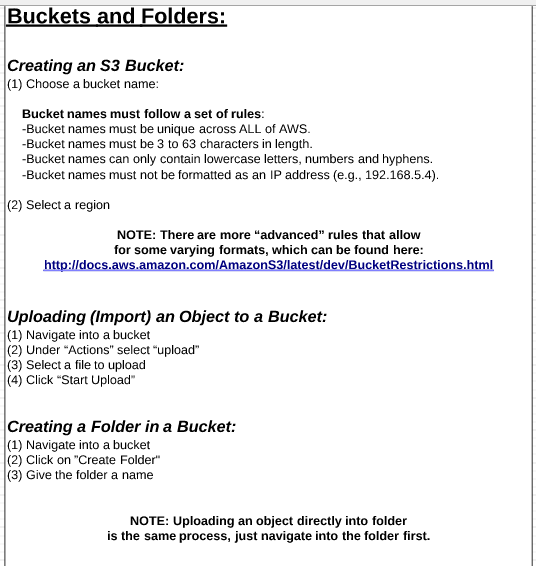 Buckets and Folders:
Creating an S3 Bucket:
(1) Choose a bucket name:
Bucket names must follow a set of rules:
-Bucket names must be unique across ALL of AWS.
-Bucket names must be 3 to 63 characters in length.
-Bucket names can only contain lowercase letters, numbers and hyphens.
-Bucket names must not be formatted as an IP address (e.g., 192.168.5.4).
(2) Select a region
NOTE: There are more “advanced” rules that allow
for some varying formats, which can be found here:
http://docs.aws.amazon.com/AmazonS3/latest/dev/BucketRestrictions.html
Uploading (Import) an Object to a Bucket:
(1) Navigate into a bucket
(2) Under “Actions” select “upload”
(3) Select a file to upload
(4) Click “Start Upload”
Creating a Folder in a Bucket:
(1) Navigate into a bucket
(2) Click on "Create Folder"
(3) Give the folder a name
NOTE: Uploading an object directly into folder
is the same process, just navigate into the folder first.